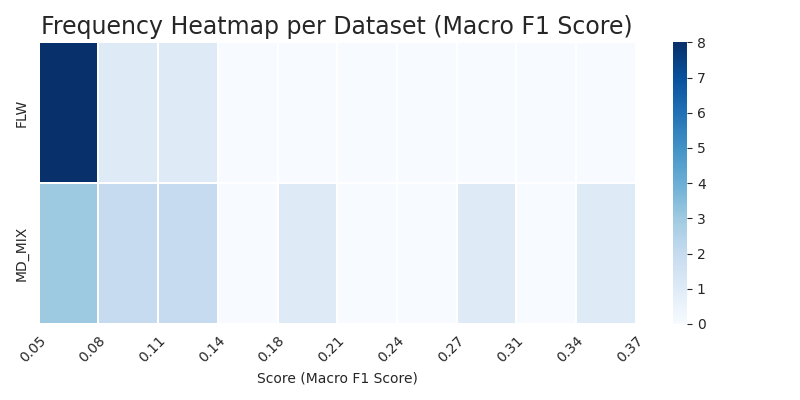 Frequency Heatmap per Dataset (Macro F1 Score)
FLW
MD_MIX
0.05 0.08 0.11 0.14 0.18 0.21 0.24 0.27 0.31 0.34 0.37
Score (Macro F1 Score)
8
7
6
5
4
3
2
1
0